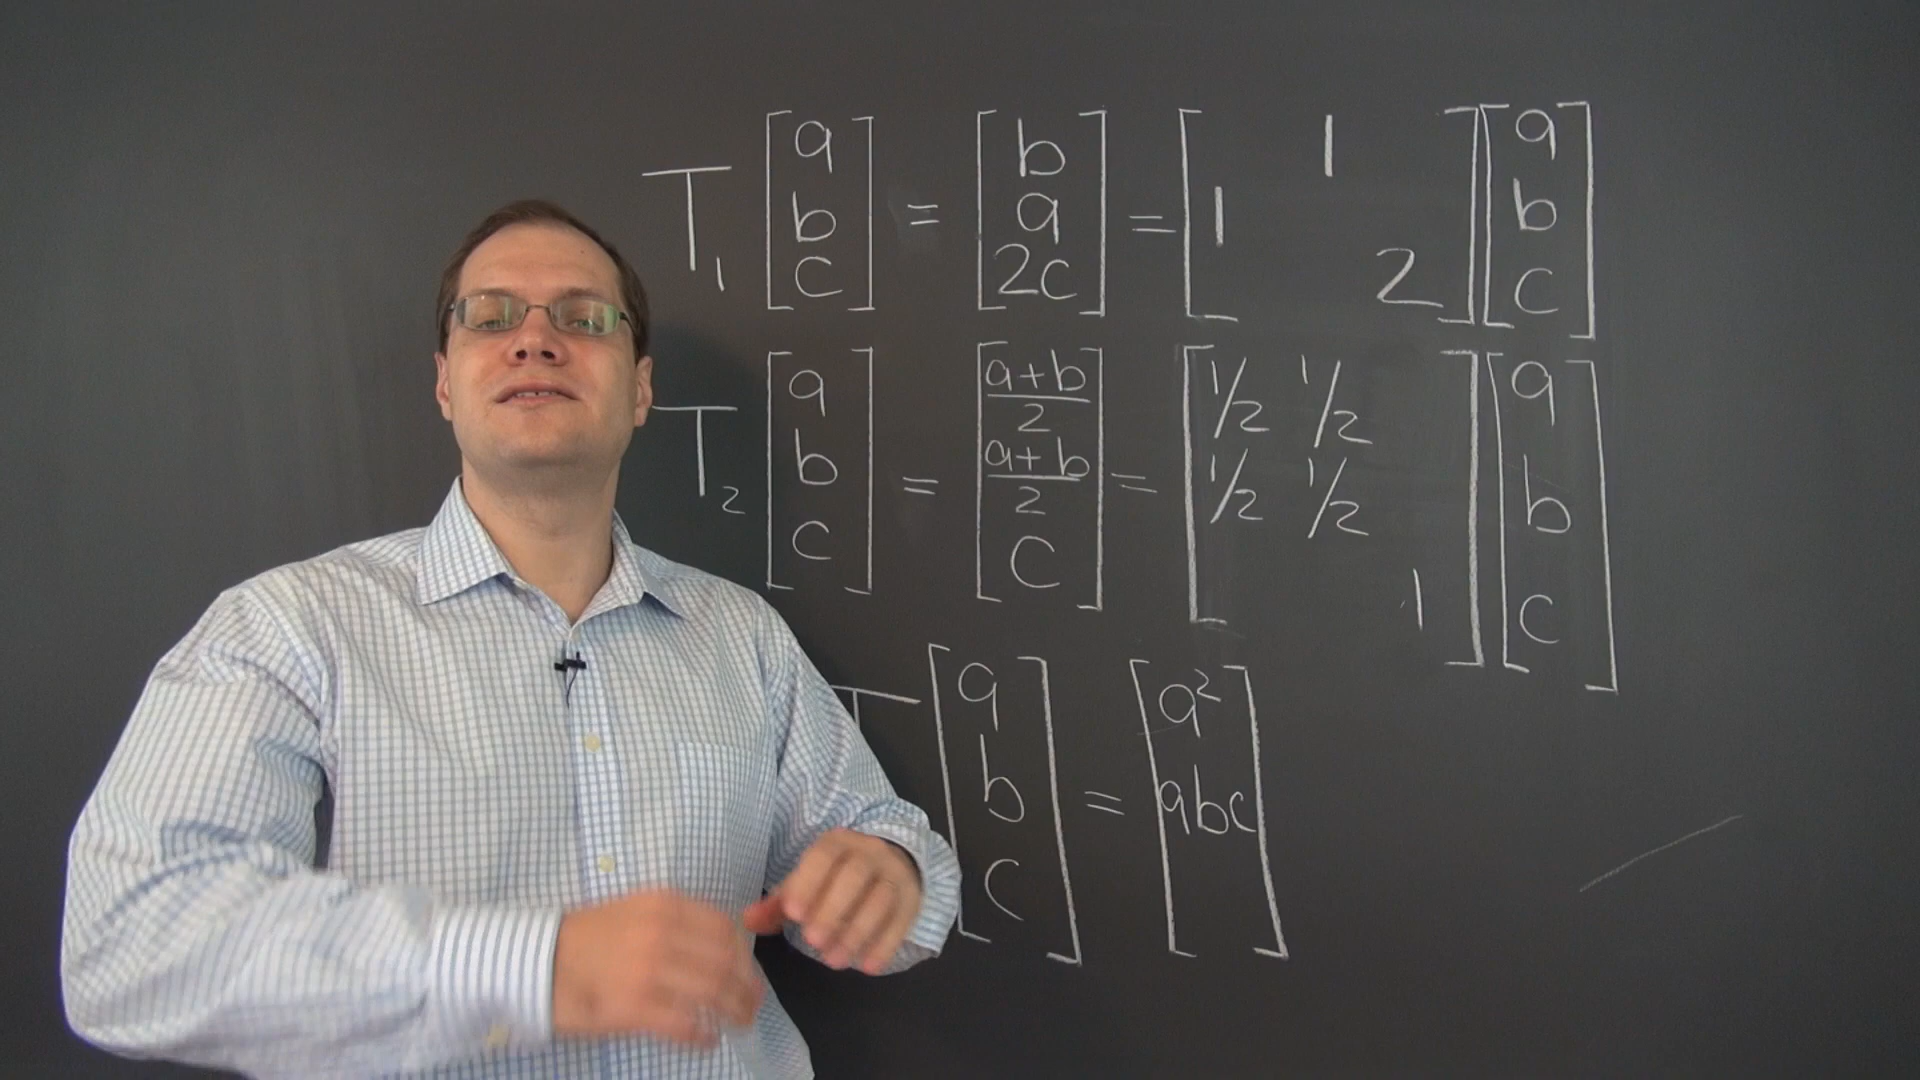 T₁ [a b c] = [b a 2c] = [1 1 2] [a b c]
T₂ [a b c] = [a+b/2 a+b/2 c] = [1/2 1/2 1/2 1/2 1] [a b c]
T [a b c] = [a² abc]